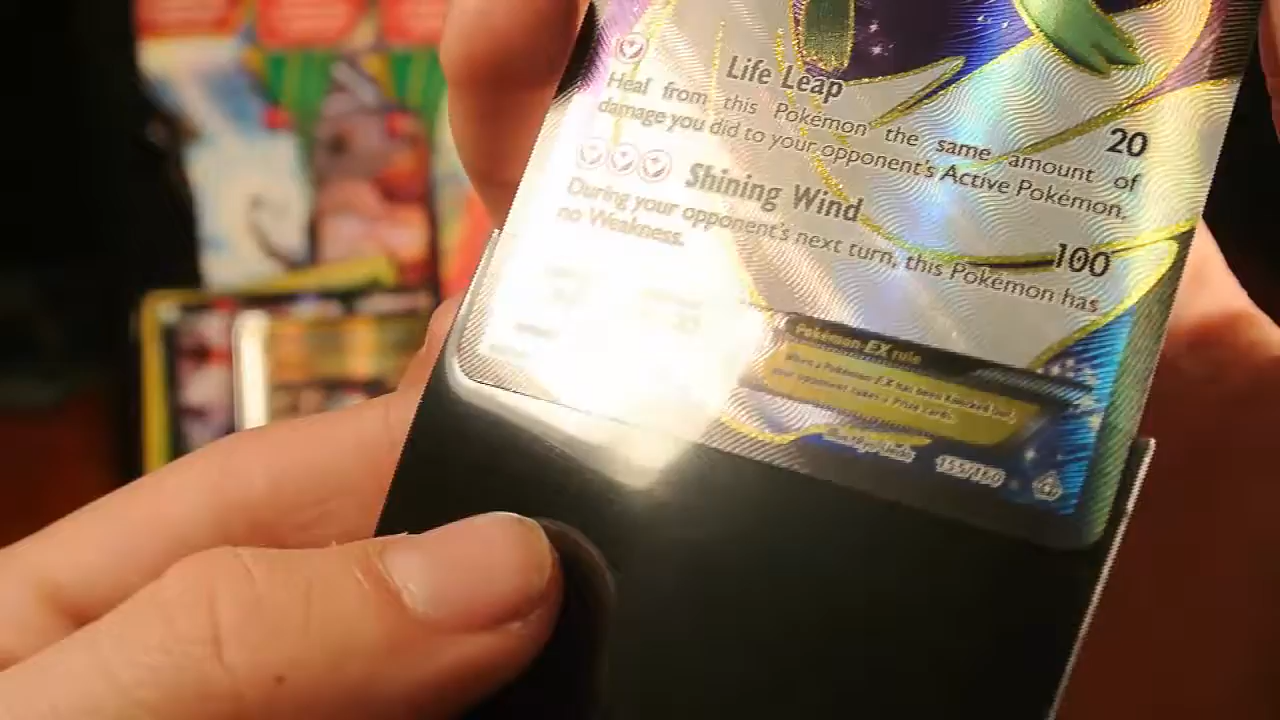 Life Leap 20
Heal from this Pokémon the same amount of
damage you did to your opponent's Active Pokémon.
Shining Wind 100
During your opponent's next turn, this Pokémon has
no Weakness.
Pokémon-EX rule
When a Pokémon-EX has been Knocked Out,
your opponent takes 2 Prize cards.
155/160